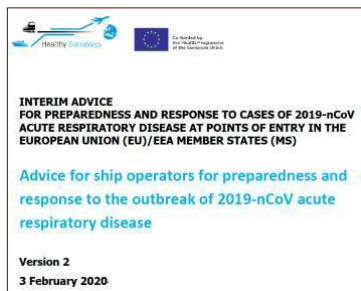 Healthy GateWays
Co-funded by
the Health Programme
of the European Union
INTERIM ADVICE
FOR PREPAREDNESS AND RESPONSE TO CASES OF 2019-nCoV
ACUTE RESPIRATORY DISEASE AT POINTS OF ENTRY IN THE
EUROPEAN UNION (EU)/EEA MEMBER STATES (MS)
Advice for ship operators for preparedness and
response to the outbreak of 2019-nCoV acute
respiratory disease
Version 2
3 February 2020